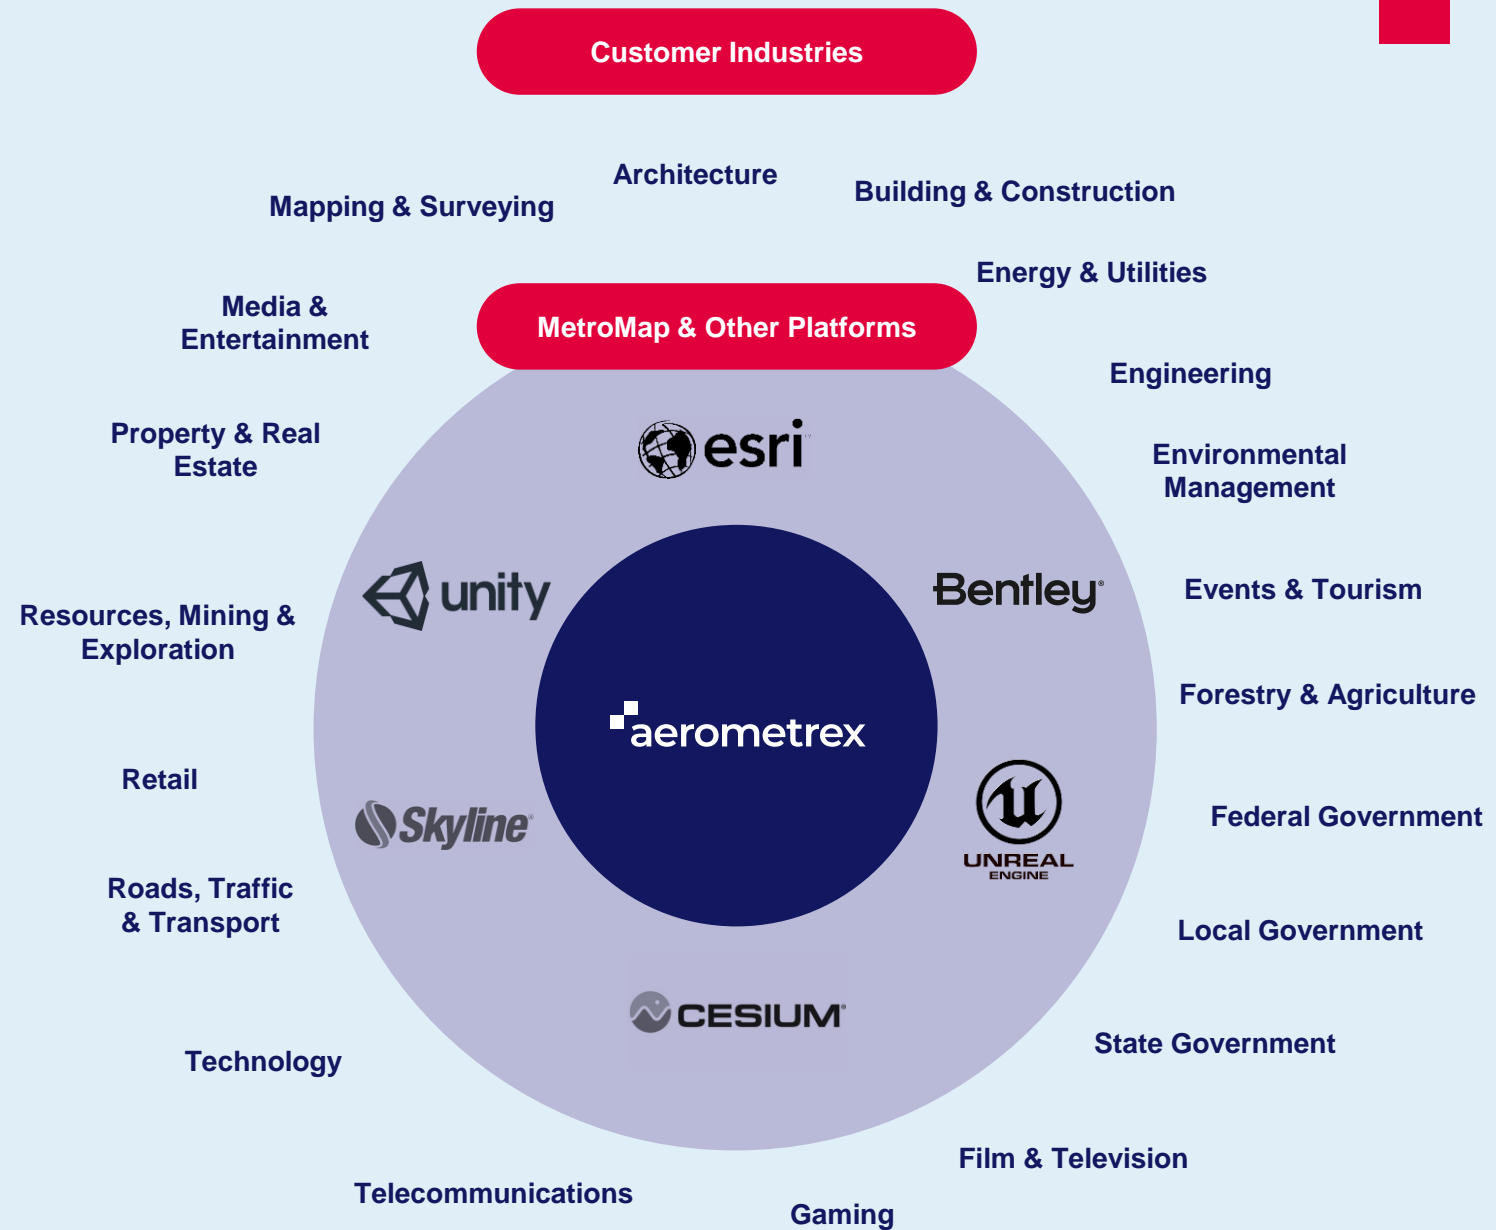 Customer Industries
Architecture
Building & Construction
Mapping & Surveying
Energy & Utilities
Media &
Entertainment
MetroMap & Other Platforms
Engineering
Property & Real
Estate
esri
Environmental
Management
unity
Bentley®
Events & Tourism
Resources, Mining &
Exploration
Forestry & Agriculture
aerometrex
Retail
Skyline®
UNREAL
ENGINE
Federal Government
Roads, Traffic
& Transport
Local Government
CESIUM®
State Government
Technology
Film & Television
Telecommunications
Gaming